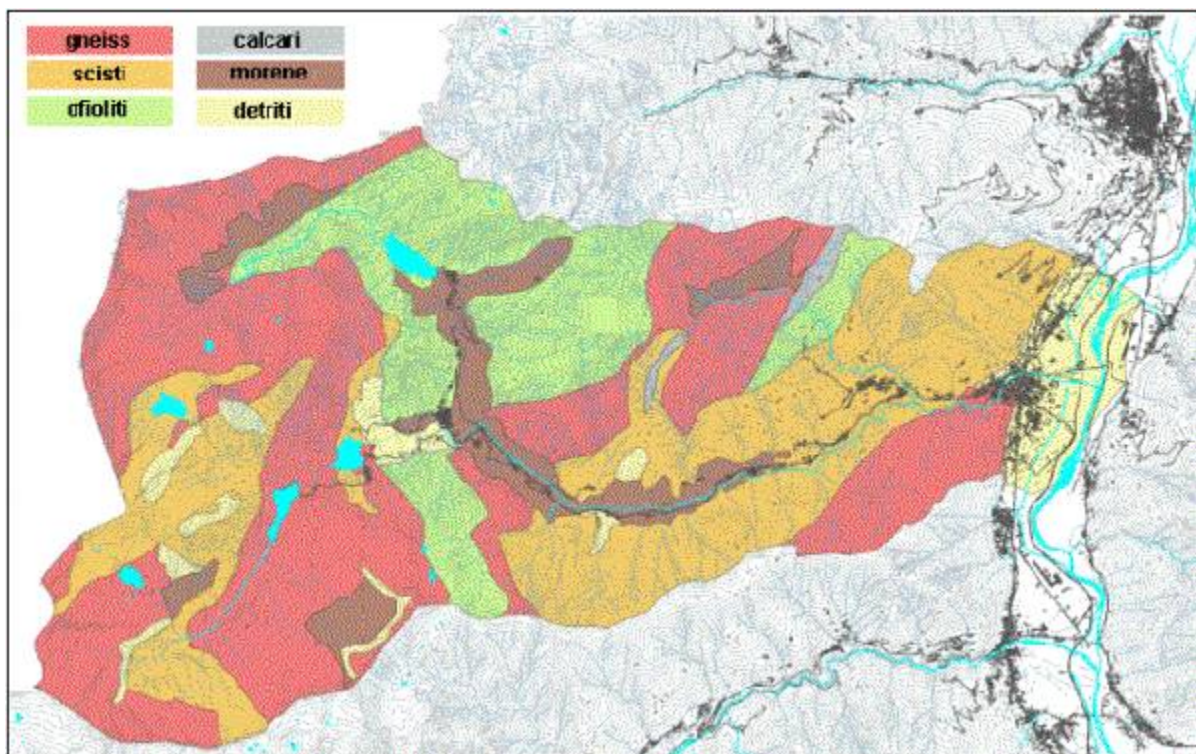 gneiss
calcari
scisti
morene
ofioliti
detriti